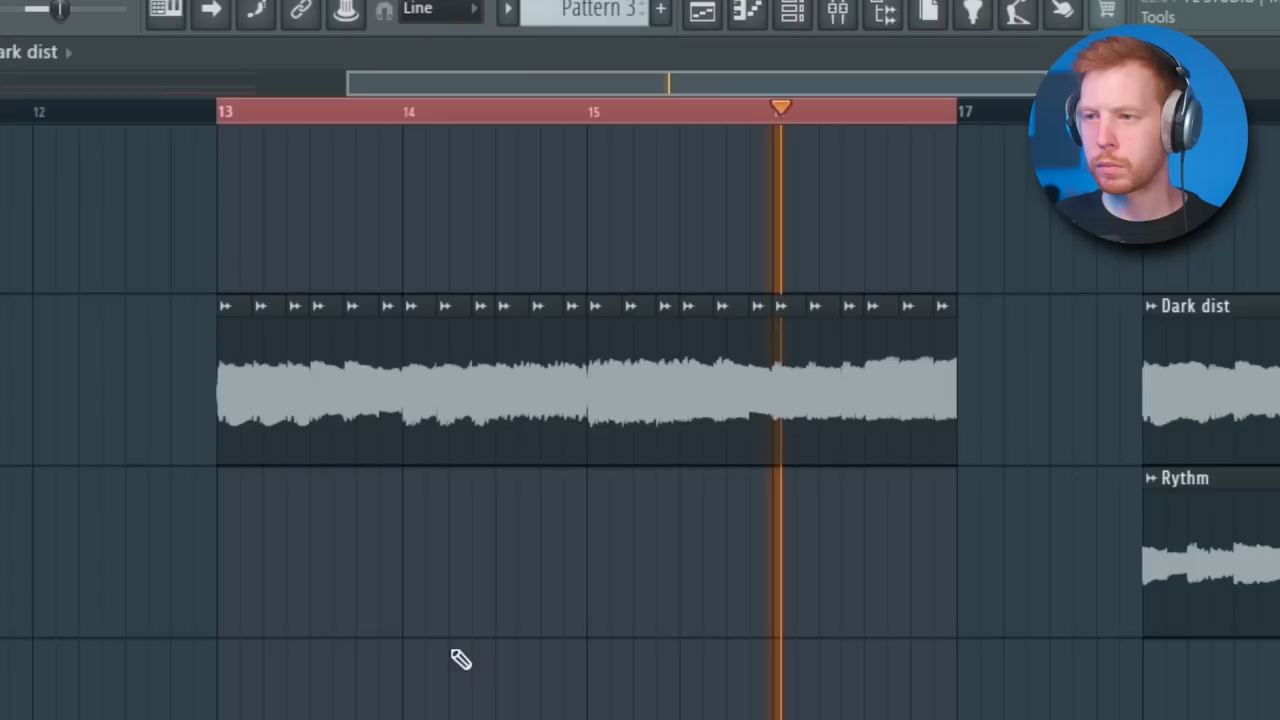 Line
Pattern 3
Tools
ark dist
12
13
14
15
17
Dark dist
Rythm